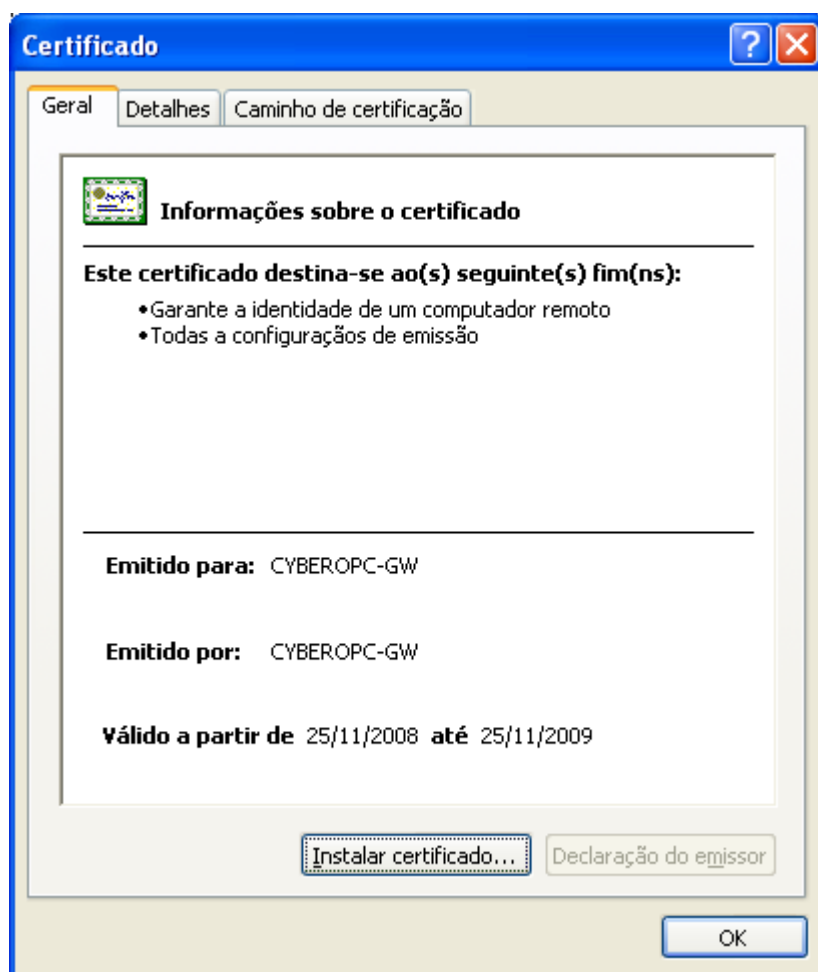 Certificado
Geral
Detalhes
Caminho de certificação
Informações sobre o certificado
Este certificado destina-se ao(s) seguinte(s) fim(ns):
•Garante a identidade de um computador remoto
•Todas a configuraçãos de emissão
Emitido para: CYBEROPC-GW
Emitido por: CYBEROPC-GW
Válido a partir de 25/11/2008 até 25/11/2009
Instalar certificado...
Declaração do emissor
OK